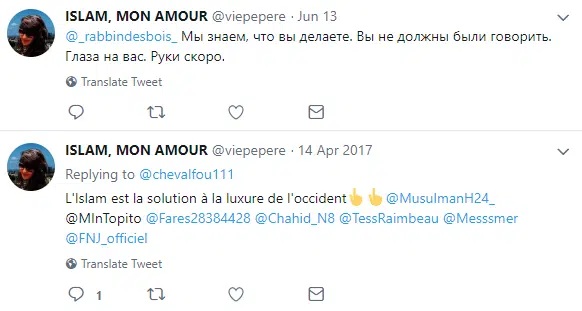 ISLAM, MON AMOUR @viepepere · Jun 13
@_rabbindesbois_ Мы знаем, что вы делаете. Вы не должны были говорить.
Глаза на вас. Руки скоро.
Translate Tweet
ISLAM, MON AMOUR @viepepere · 14 Apr 2017
Replying to @chevalfou111
L'Islam est la solution à la luxure de l'occident👆👆@MusulmanH24_
@MInTopito @Fares28384428 @Chahid_N8 @TessRaimbeau @Messsmer
@FNJ_officiel
Translate Tweet
1